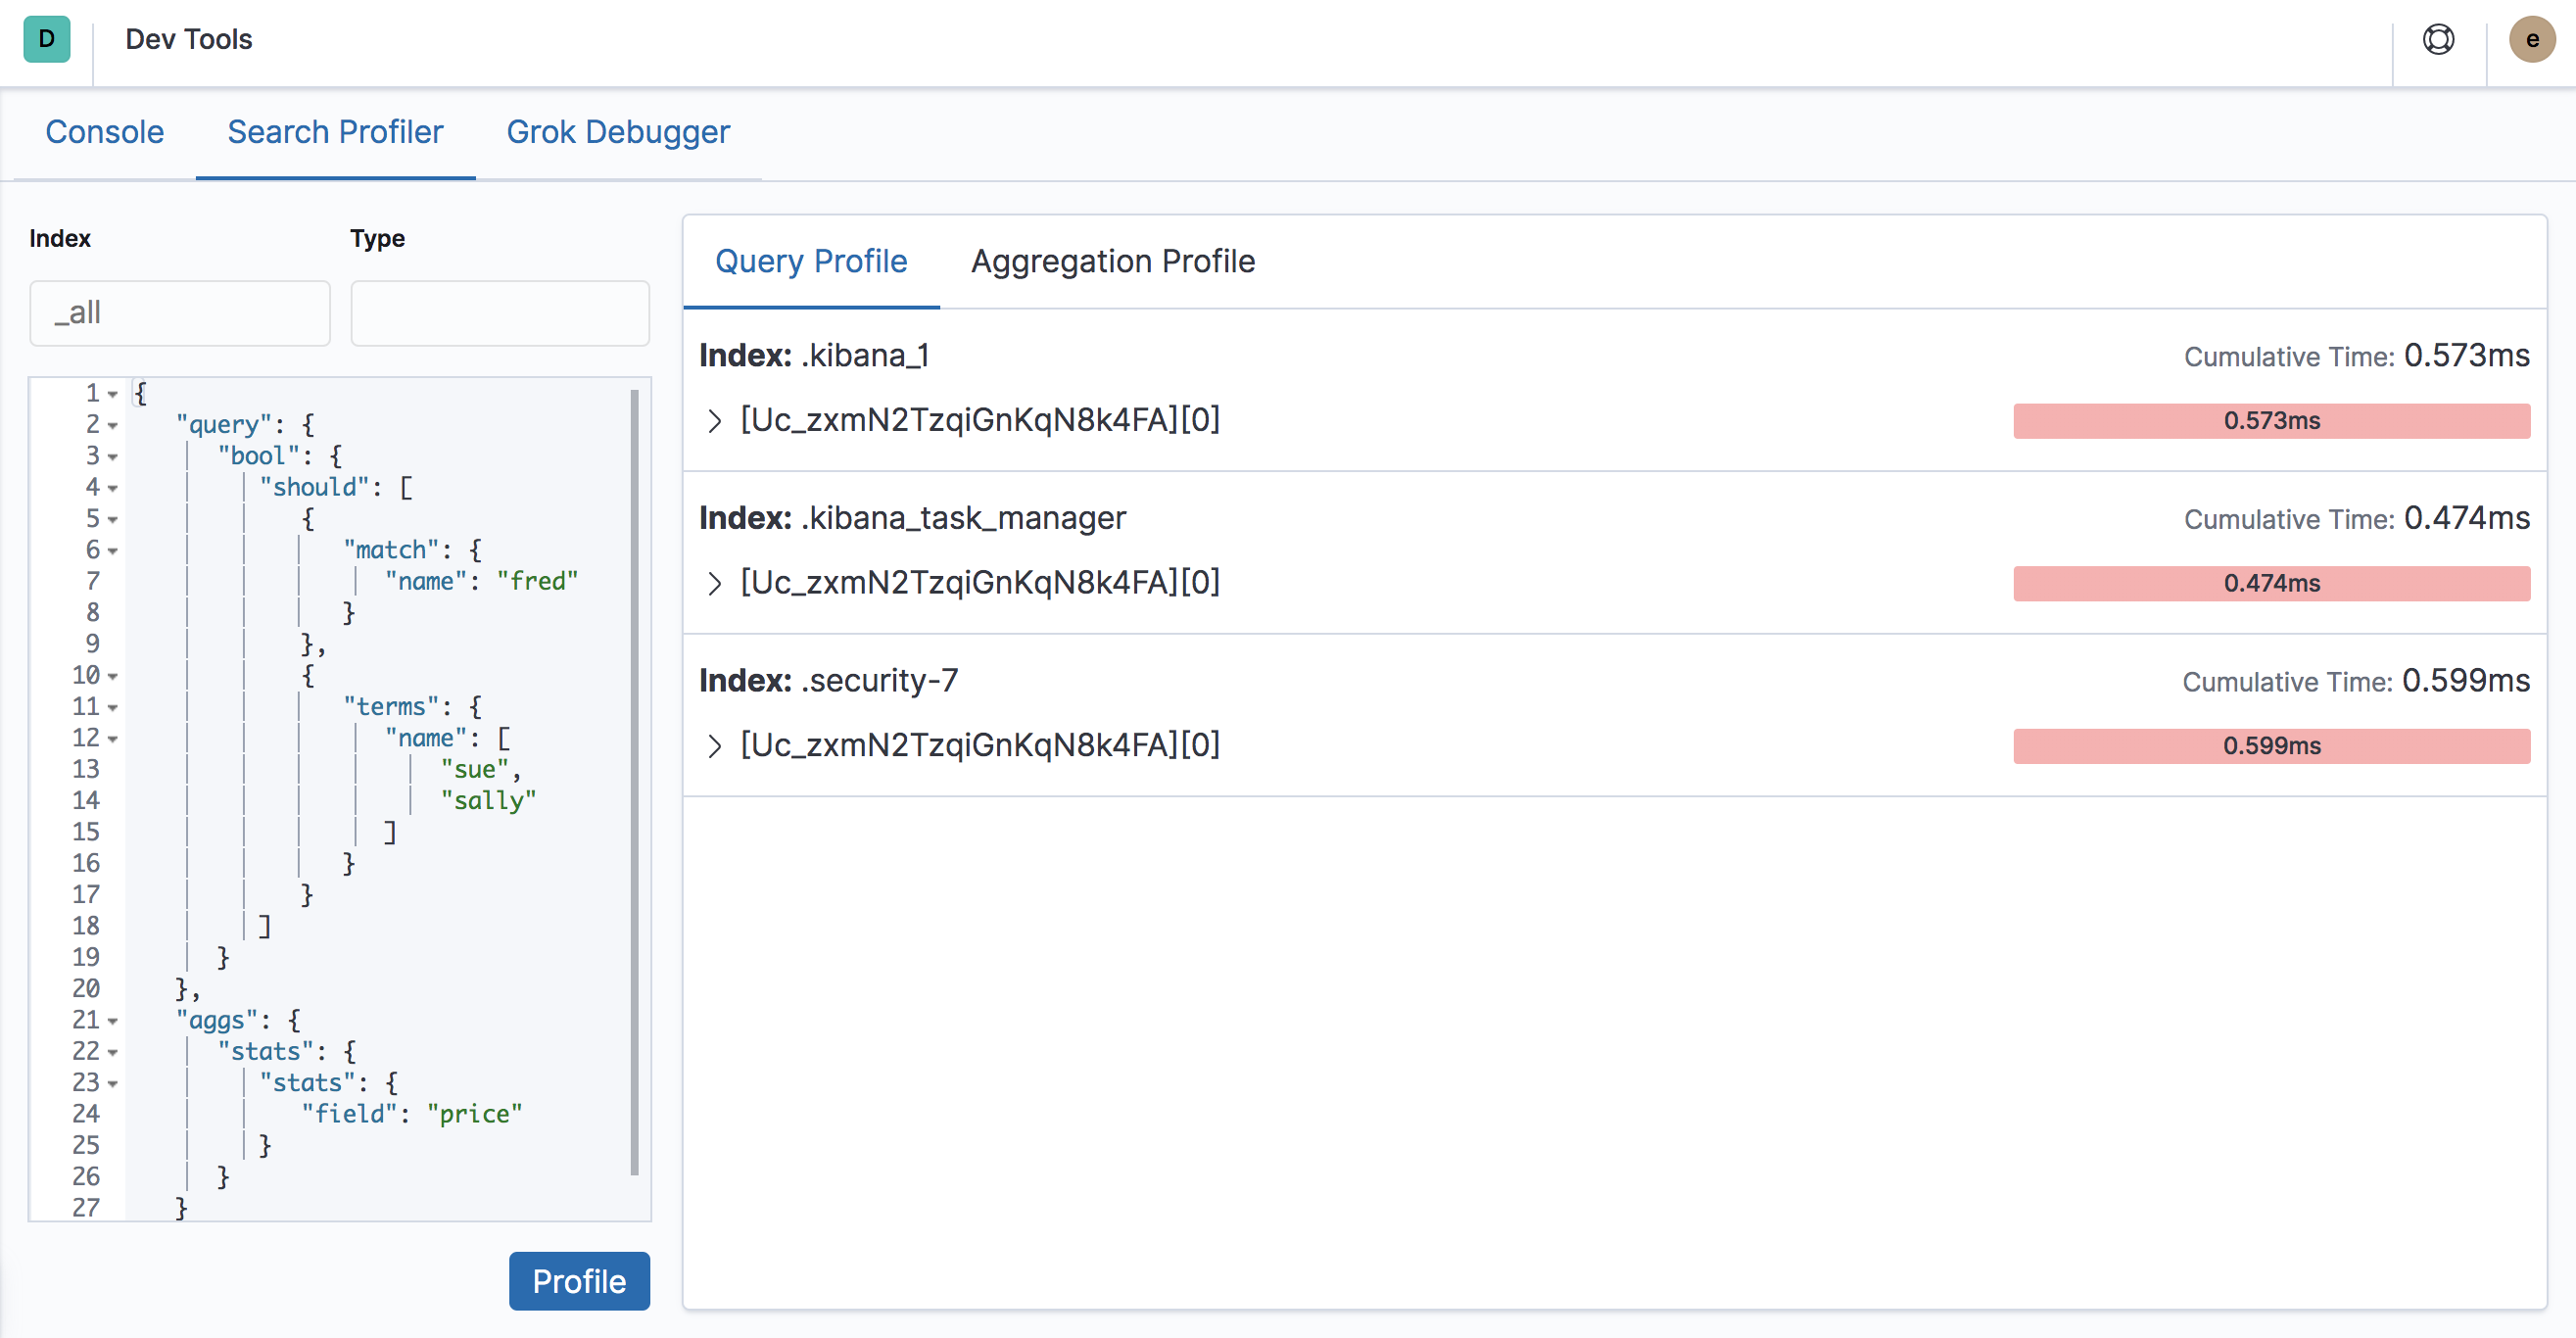 D Dev Tools e
Console Search Profiler Grok Debugger
Index Type
_all
1 {
2 "query": {
3 "bool": {
4 "should": [
5 {
6 "match": {
7 "name": "fred"
8 }
9 },
10 {
11 "terms": {
12 "name": [
13 "sue",
14 "sally"
15 ]
16 }
17 }
18 ]
19 }
20 },
21 "aggs": {
22 "stats": {
23 "stats": {
24 "field": "price"
25 }
26 }
27 }
Profile
Query Profile Aggregation Profile
Index: .kibana_1 Cumulative Time: 0.573ms
[Uc_zxmN2TzqiGnKqN8k4FA][0] 0.573ms
Index: .kibana_task_manager Cumulative Time: 0.474ms
[Uc_zxmN2TzqiGnKqN8k4FA][0] 0.474ms
Index: .security-7 Cumulative Time: 0.599ms
[Uc_zxmN2TzqiGnKqN8k4FA][0] 0.599ms